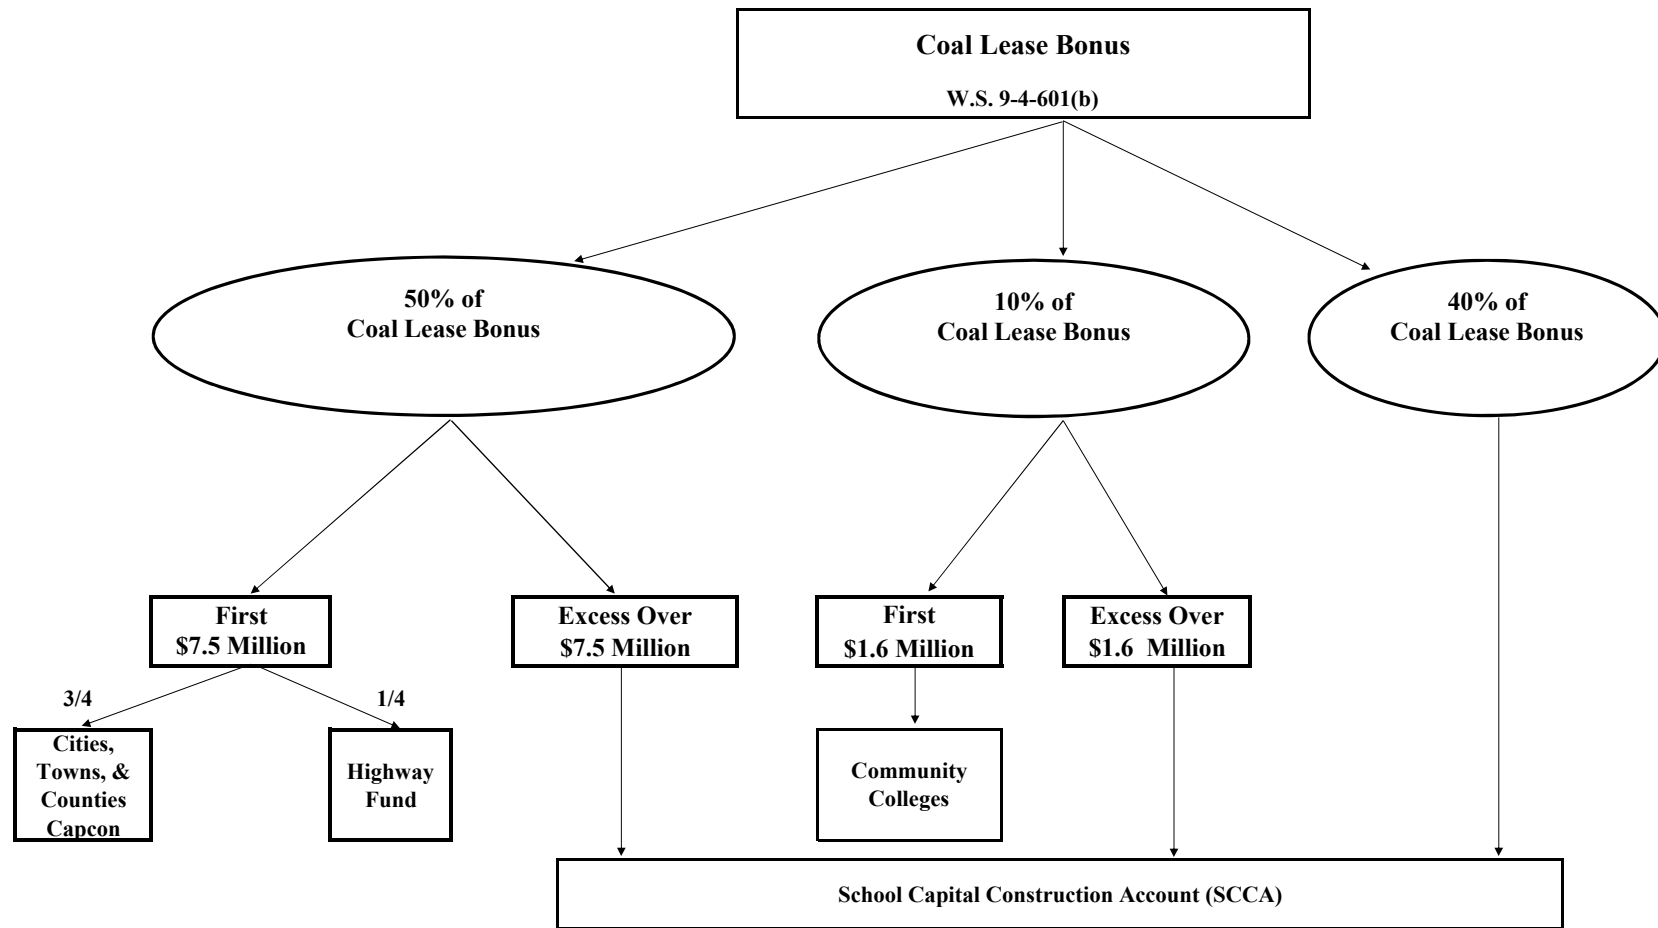 Coal Lease Bonus
W.S. 9-4-601(b)
50% of
Coal Lease Bonus
10% of
Coal Lease Bonus
40% of
Coal Lease Bonus
First
$7.5 Million
Excess Over
$7.5 Million
First
$1.6 Million
Excess Over
$1.6 Million
3/4
1/4
Cities,
Towns, &
Counties
Capcon
Highway
Fund
Community
Colleges
School Capital Construction Account (SCCA)